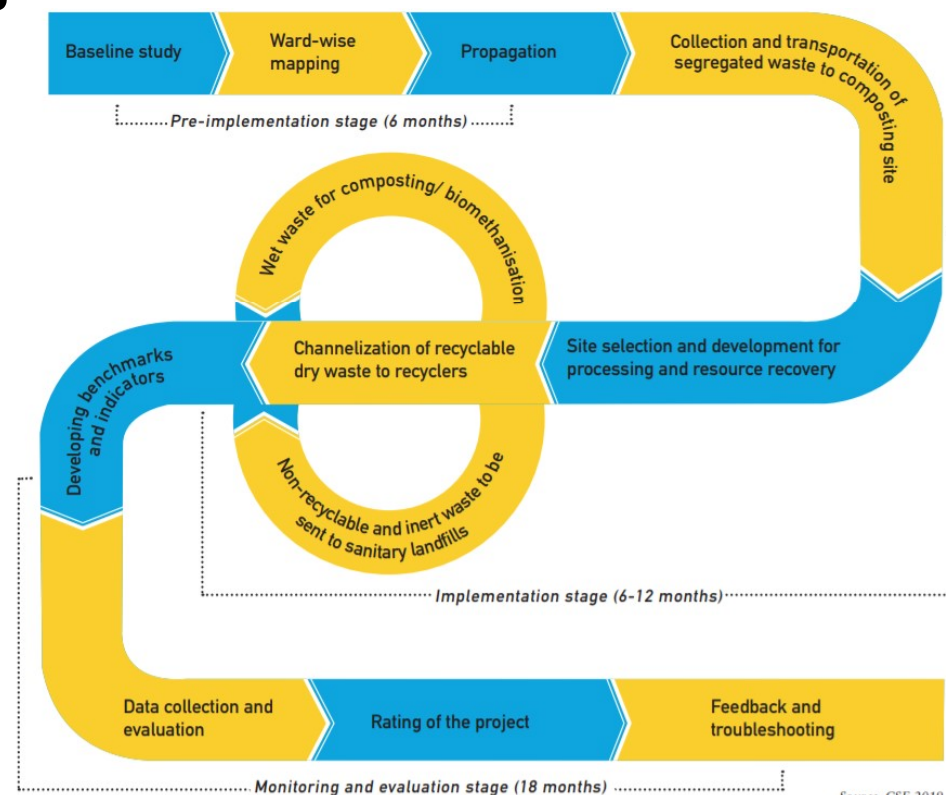 Baseline study
Ward-wise
mapping
Propagation
Collection and transportation of
segregated waste to composting site
Pre-implementation stage (6 months)
Wet waste for composting/ biomethanisation
Channelization of recyclable
dry waste to recyclers
Site selection and development for
processing and resource recovery
Developing benchmarks
and indicators
Non-recyclable and inert waste to be
sent to sanitary landfills
Implementation stage (6-12 months)
Data collection and
evaluation
Rating of the project
Feedback and
troubleshooting
Monitoring and evaluation stage (18 months)